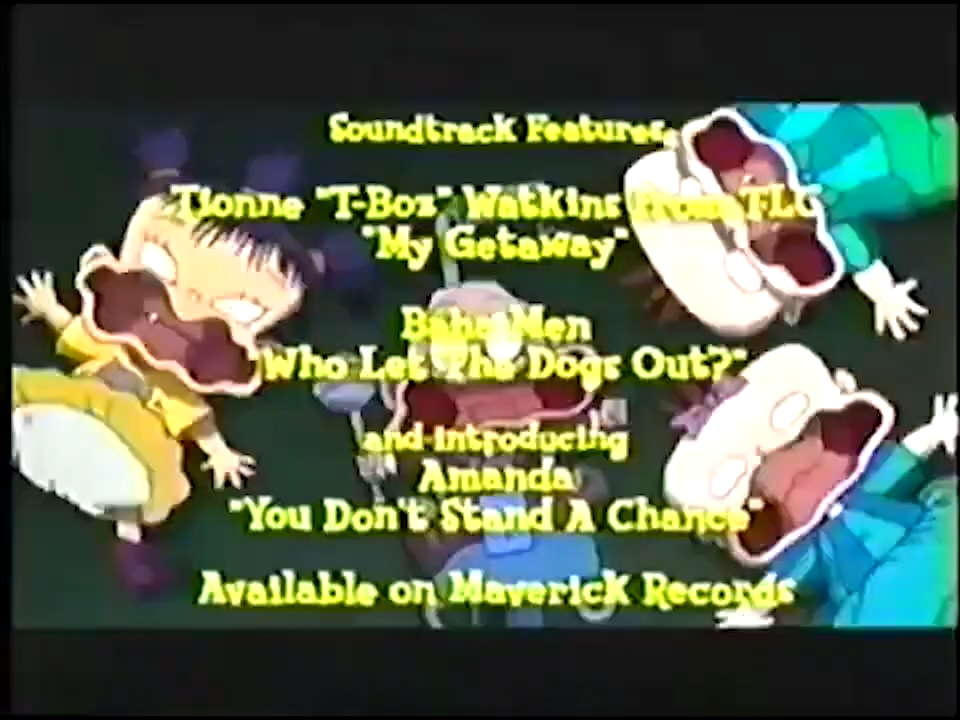 Soundtrack Features
Tionne "T-Boz" Watkins From TLC
"My Getaway"
Baha Men
"Who Let The Dogs Out?"
and introducing
Amanda
"You Don't Stand A Chance"
Available on Maverick Records